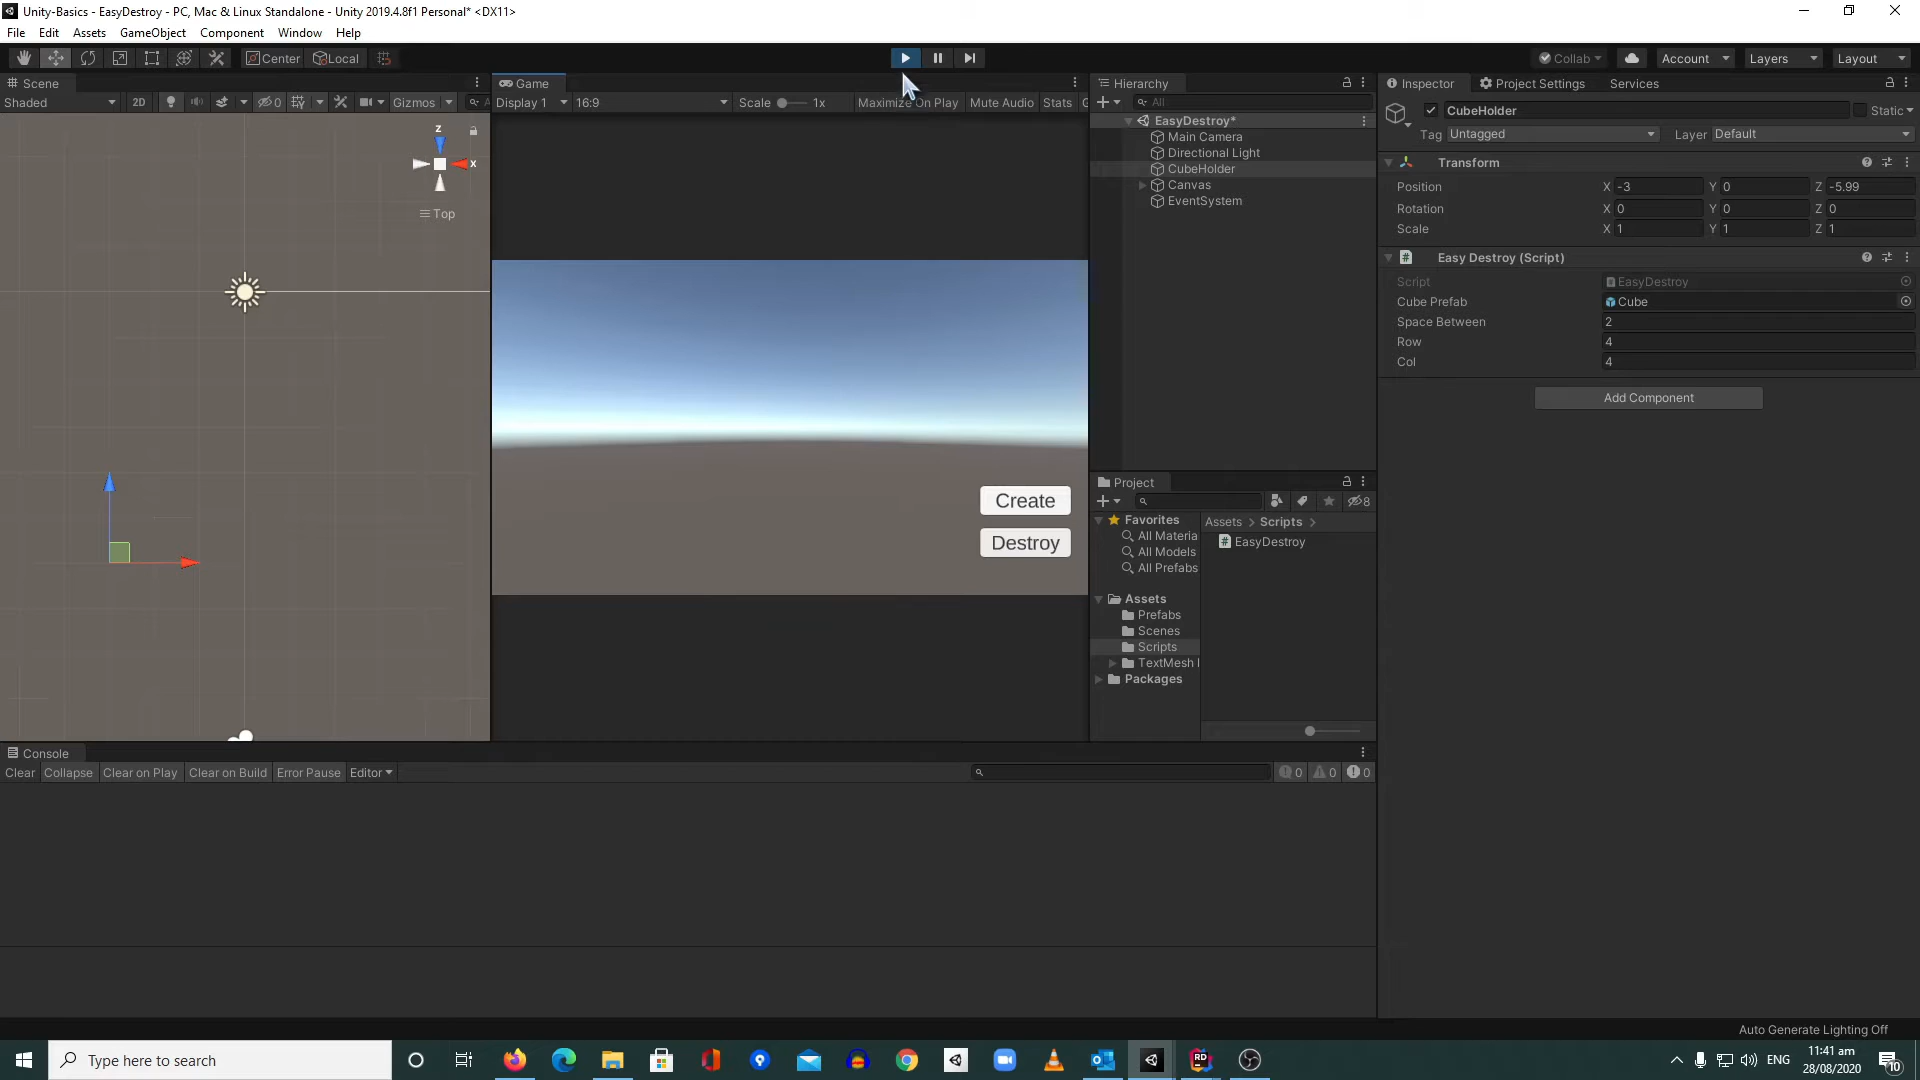 Unity-Basics - EasyDestroy - PC, Mac & Linux Standalone - Unity 2019.4.8f1 Personal* <DX11>
File Edit Assets GameObject Component Window Help
Center Local Collab Account Layers Layout
Scene Game Hierarchy Inspector Project Settings Services
Shaded 2D 0 Gizmos A Display 1 16:9 Scale 1x Maximize On Play Mute Audio Stats G All
CubeHolder Static
Tag Untagged Layer Default
z
x
Top
EasyDestroy*
Main Camera
Directional Light
CubeHolder
Canvas
EventSystem
Transform
Position X -3 Y 0 Z -5.99
Rotation X 0 Y 0 Z 0
Scale X 1 Y 1 Z 1
Easy Destroy (Script)
Script EasyDestroy
Cube Prefab Cube
Space Between 2
Row 4
Col 4
Add Component
Create
Destroy
Project
8
Favorites
All Materia
All Models
All Prefabs
Assets
Prefabs
Scenes
Scripts
TextMesh
Packages
Assets > Scripts >
EasyDestroy
Console
Clear Collapse Clear on Play Clear on Build Error Pause Editor 0 0 0
Auto Generate Lighting Off
Type here to search
RD
ENG
11:41 am
28/08/2020
10